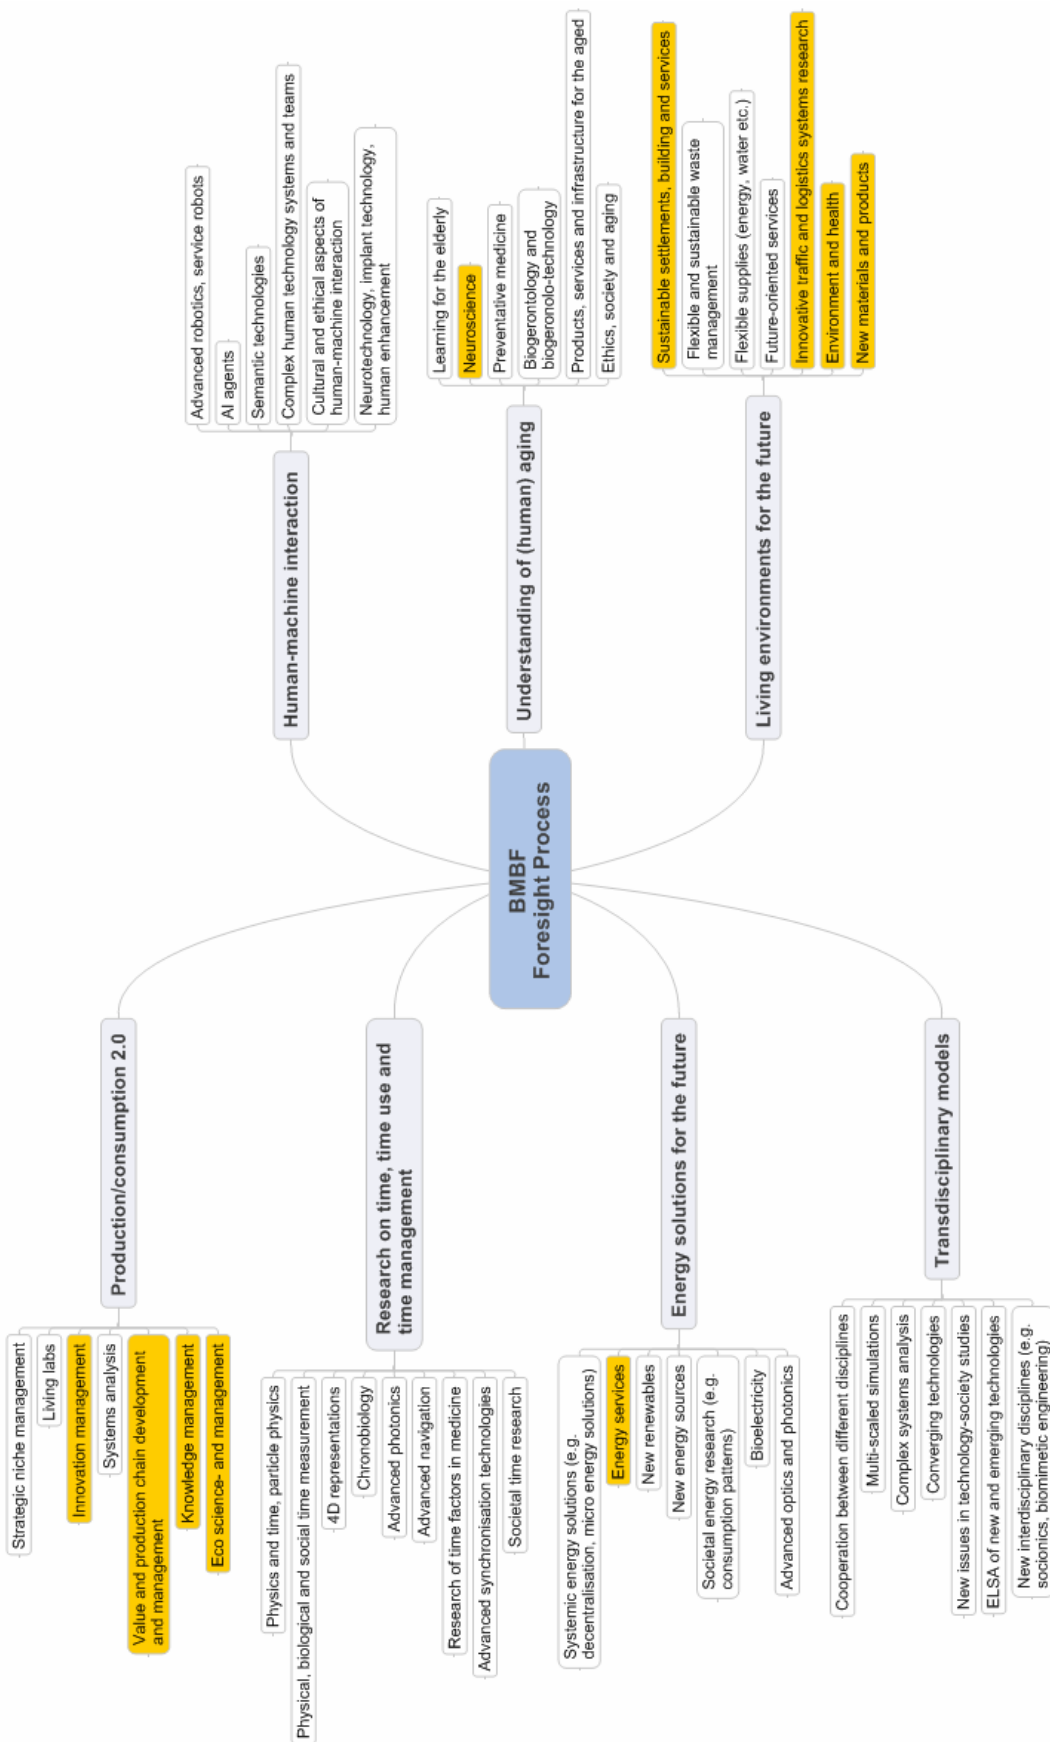 BMBF
Foresight Process
Production/consumption 2.0
Strategic niche management
Living labs
Innovation management
Systems analysis
Value and production chain development
and management
Knowledge management
Eco science- and management
Research on time, time use and
time management
Physics and time, particle physics
Physical, biological and social time measurement
4D representations
Chronobiology
Advanced photonics
Advanced navigation
Research of time factors in medicine
Advanced synchronisation technologies
Societal time research
Energy solutions for the future
Systemic energy solutions (e.g.
decentralisation, micro energy solutions)
Energy services
New renewables
New energy sources
Societal energy research (e.g.
consumption patterns)
Bioelectricity
Advanced optics and photonics
Transdisciplinary models
Cooperation between different disciplines
Multi-scaled simulations
Complex systems analysis
Converging technologies
New issues in technology-society studies
ELSA of new and emerging technologies
New interdisciplinary disciplines (e.g.
socionics, biomimetic engineering)
Human-machine interaction
Advanced robotics, service robots
AI agents
Semantic technologies
Complex human technology systems and teams
Cultural and ethical aspects of
human-machine interaction
Neurotechnology, implant technology,
human enhancement
Understanding of (human) aging
Learning for the elderly
Neuroscience
Preventative medicine
Biogerontology and
biogeronolo-technology
Products, services and infrastructure for the aged
Ethics, society and aging
Living environments for the future
Sustainable settlements, building and services
Flexible and sustainable waste
management
Flexible supplies (energy, water etc.)
Future-oriented services
Innovative traffic and logistics systems research
Environment and health
New materials and products